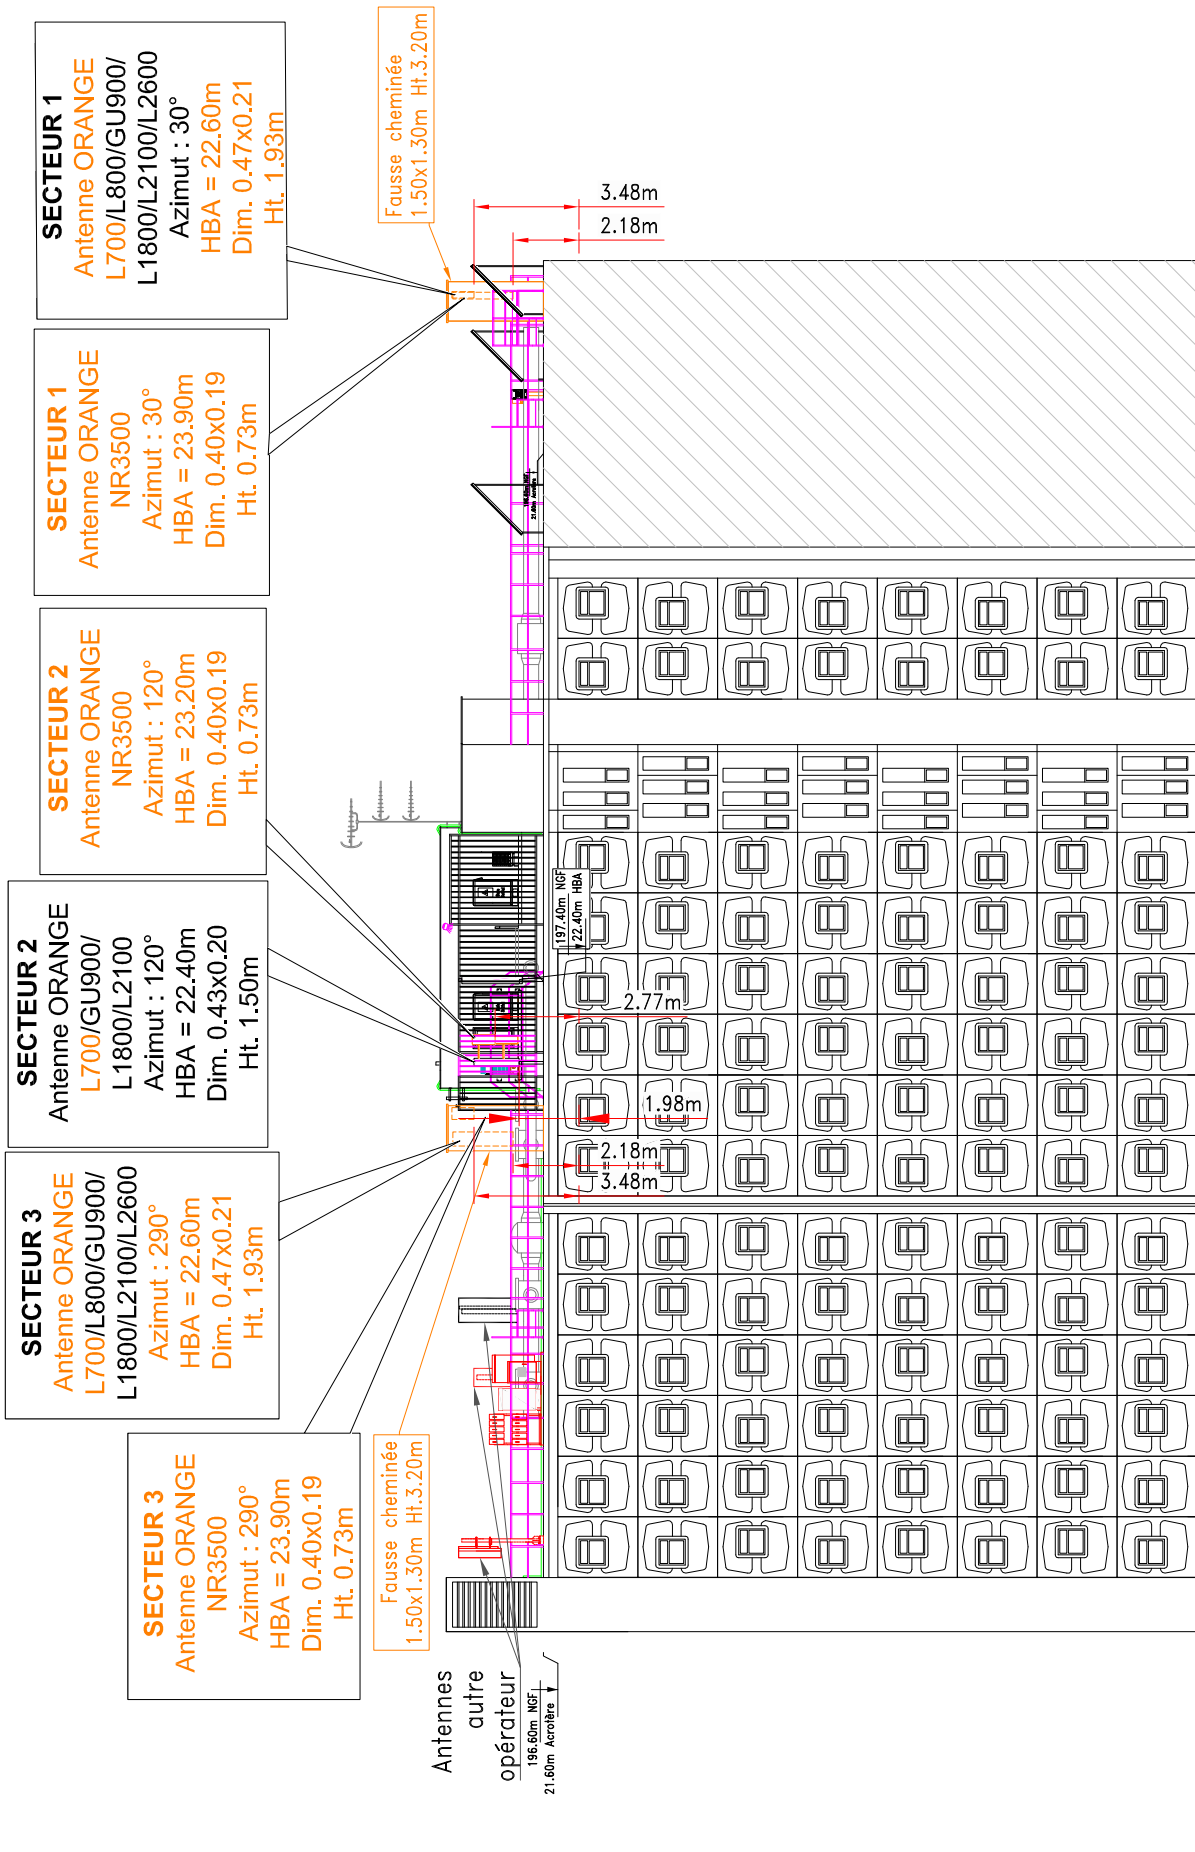 SECTEUR 3
Antenne ORANGE
NR3500
Azimut : 290°
HBA = 23.90m
Dim. 0.40x0.19
Ht. 0.73m
SECTEUR 3
Antenne ORANGE
L700/L800/GU900/
L1800/L2100/L2600
Azimut : 290°
HBA = 22.60m
Dim. 0.47x0.21
Ht. 1.93m
SECTEUR 2
Antenne ORANGE
L700/GU900/
L1800/L2100
Azimut : 120°
HBA = 22.40m
Dim. 0.43x0.20
Ht. 1.50m
SECTEUR 2
Antenne ORANGE
NR3500
Azimut : 120°
HBA = 23.20m
Dim. 0.40x0.19
Ht. 0.73m
SECTEUR 1
Antenne ORANGE
NR3500
Azimut : 30°
HBA = 23.90m
Dim. 0.40x0.19
Ht. 0.73m
SECTEUR 1
Antenne ORANGE
L700/L800/GU900/
L1800/L2100/L2600
Azimut : 30°
HBA = 22.60m
Dim. 0.47x0.21
Ht. 1.93m
Fausse cheminée
1.50x1.30m Ht.3.20m
Fausse cheminée
1.50x1.30m Ht.3.20m
Antennes
autre
opérateur
196.60m NGF
21.60m Acrotère
196.60m NGF
21.60m Acrotère
197.40m NGF
22.40m HBA
3.48m
2.18m
2.77m
1.98m
2.18m
3.48m